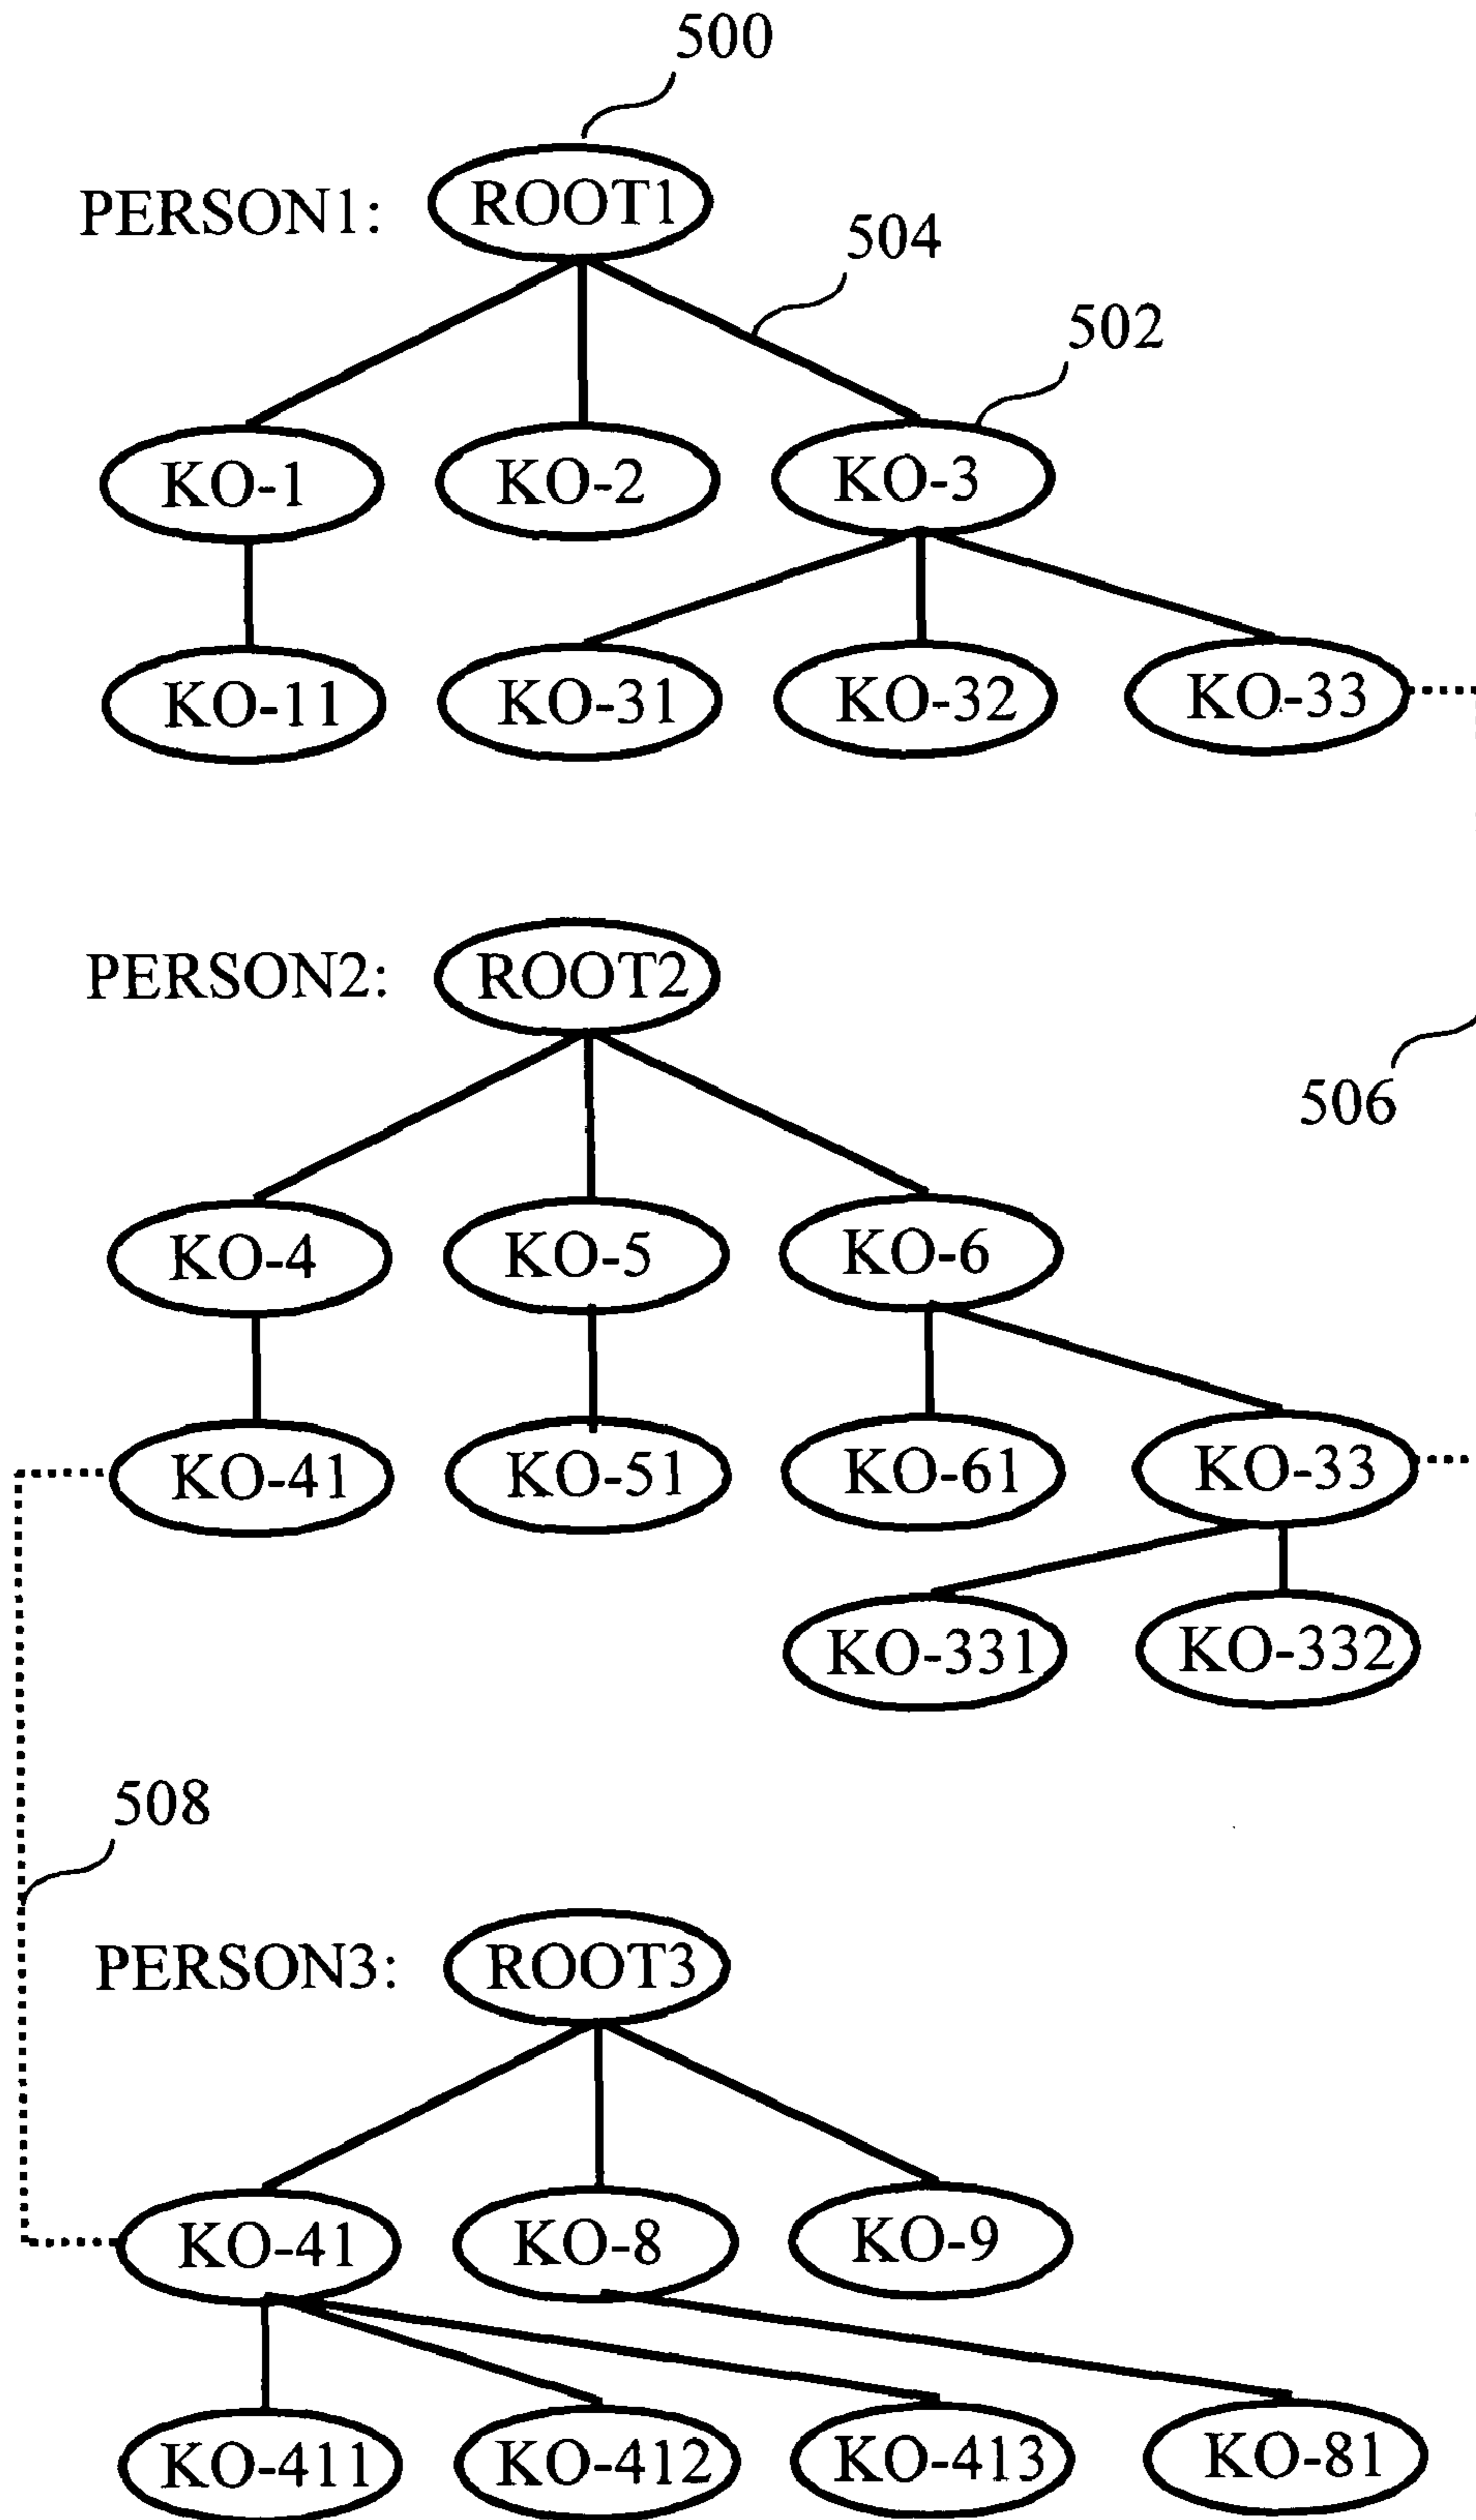 500
PERSON1: ROOT1
504
502
KO-1 KO-2 KO-3
KO-11 KO-31 KO-32 KO-33
PERSON2: ROOT2
506
KO-4 KO-5 KO-6
KO-41 KO-51 KO-61 KO-33
KO-331 KO-332
508
PERSON3: ROOT3
KO-41 KO-8 KO-9
KO-411 KO-412 KO-413 KO-81